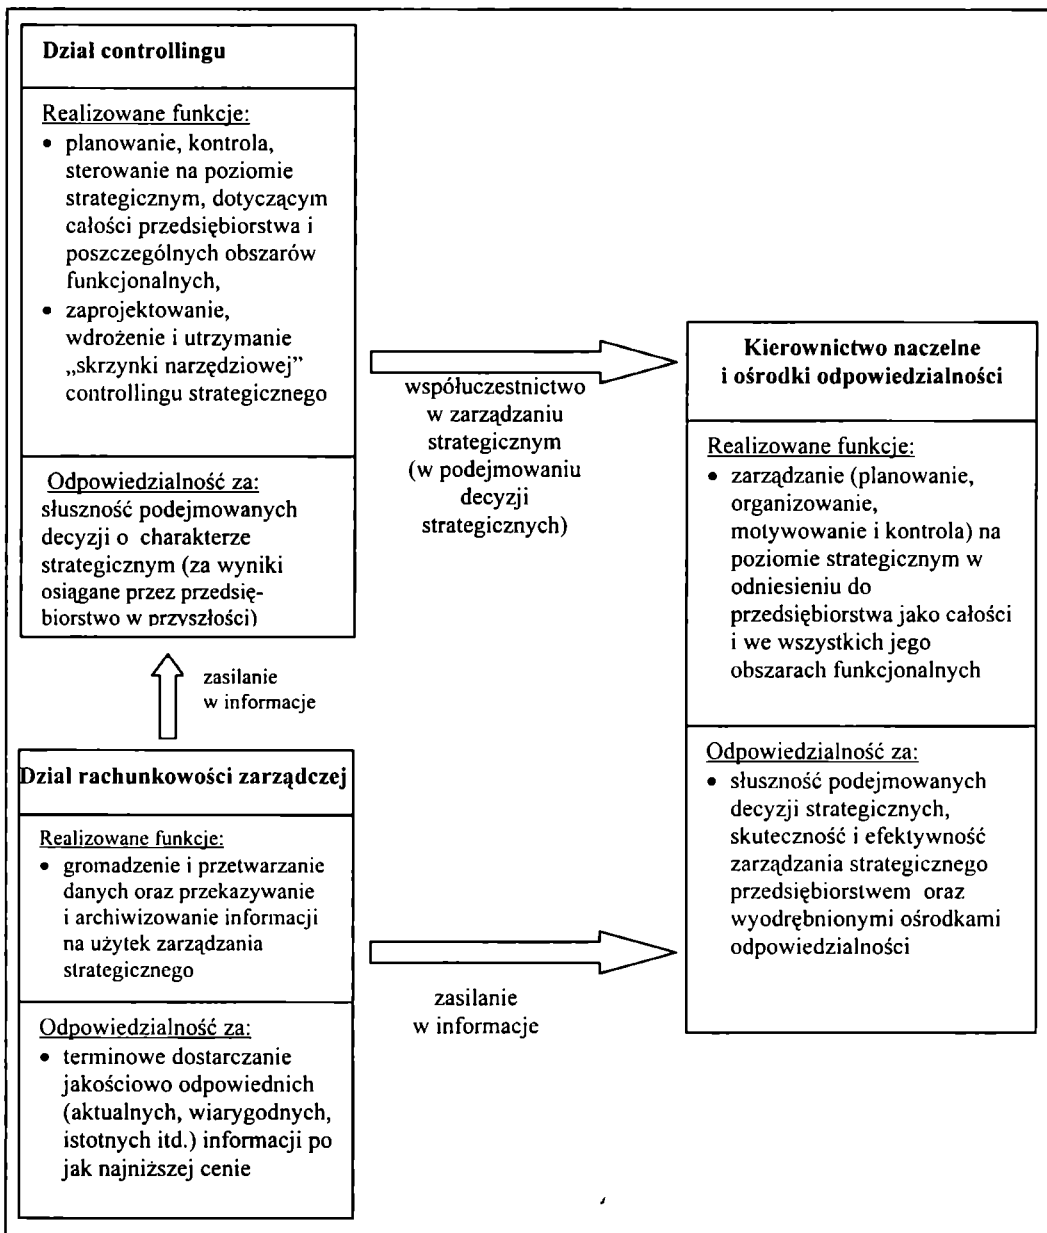 Dział controllingu
Realizowane funkcje:
• planowanie, kontrola,
sterowanie na poziomie
strategicznym, dotyczącym
całości przedsiębiorstwa i
poszczególnych obszarów
funkcjonalnych,
• zaprojektowanie,
wdrożenie i utrzymanie
„skrzynki narzędziowej”
controllingu strategicznego
Odpowiedzialność za:
słuszność podejmowanych
decyzji o charakterze
strategicznym (za wyniki
osiągane przez przedsię-
biorstwo w przyszłości)
współuczestnictwo
w zarządzaniu
strategicznym
(w podejmowaniu
decyzji
strategicznych)
Kierownictwo naczelne
i ośrodki odpowiedzialności
Realizowane funkcje:
• zarządzanie (planowanie,
organizowanie,
motywowanie i kontrola) na
poziomie strategicznym w
odniesieniu do
przedsiębiorstwa jako całości
i we wszystkich jego
obszarach funkcjonalnych
Odpowiedzialność za:
• słuszność podejmowanych
decyzji strategicznych,
skuteczność i efektywność
zarządzania strategicznego
przedsiębiorstwem oraz
wyodrębnionymi ośrodkami
odpowiedzialności
zasilanie
w informacje
Dział rachunkowości zarządczej
Realizowane funkcje:
• gromadzenie i przetwarzanie
danych oraz przekazywanie
i archiwizowanie informacji
na użytek zarządzania
strategicznego
Odpowiedzialność za:
• terminowe dostarczanie
jakościowo odpowiednich
(aktualnych, wiarygodnych,
istotnych itd.) informacji po
jak najniższej cenie
zasilanie
w informacje